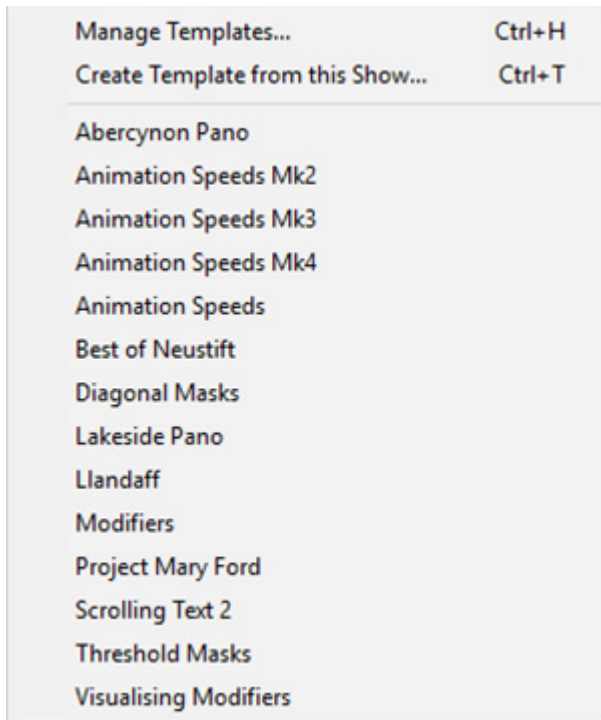 Manage Templates... Ctrl+H
Create Template from this Show... Ctrl+T
Abercynon Pano
Animation Speeds Mk2
Animation Speeds Mk3
Animation Speeds Mk4
Animation Speeds
Best of Neustift
Diagonal Masks
Lakeside Pano
Llandaff
Modifiers
Project Mary Ford
Scrolling Text 2
Threshold Masks
Visualising Modifiers